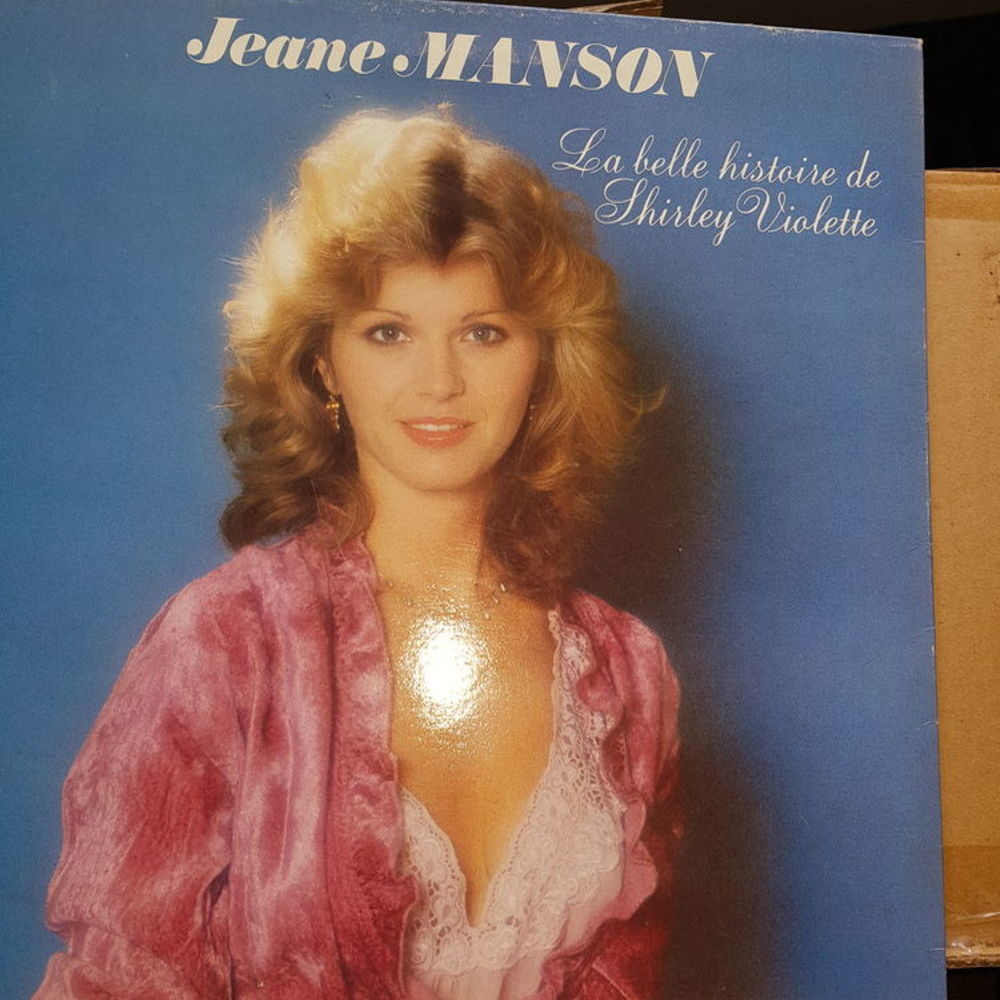 Jeane MANSON
La belle histoire de
Shirley Violette